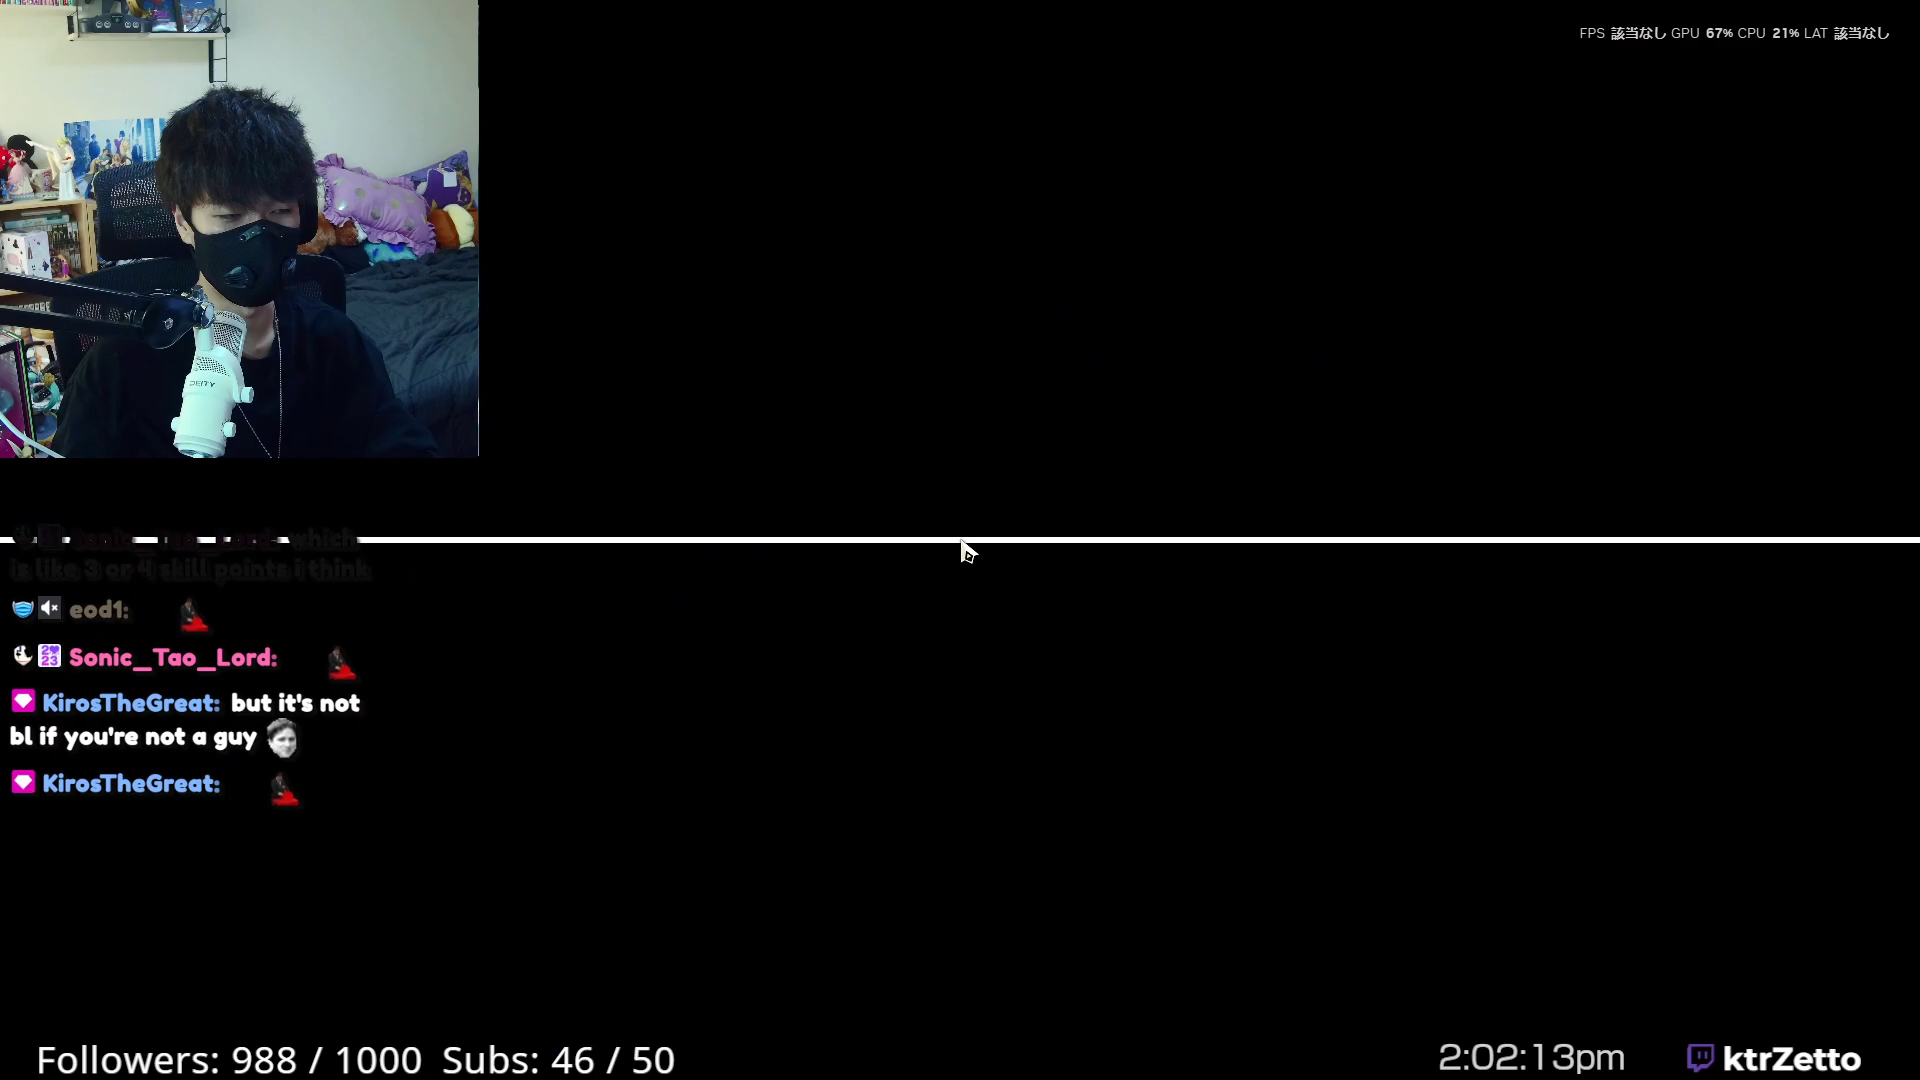 FPS 該当なし GPU 67% CPU 21% LAT 該当なし
DEITY
which
is like 3 or 4 skill points i think
eod1:
Sonic_Tao_Lord:
KirosTheGreat: but it's not
bl if you're not a guy
KirosTheGreat:
Followers: 988 / 1000 Subs: 46 / 50
2:02:13pm
ktrZetto